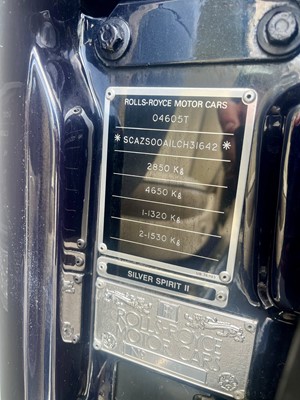 ROLLS-ROYCE MOTOR CARS
04605T
*SCAZS00A1LCH31642*
2850 Kg
4650 Kg
1-1320 Kg
2-1530 Kg
SILVER SPIRIT II
ROLLS-ROYCE
MOTOR CARS